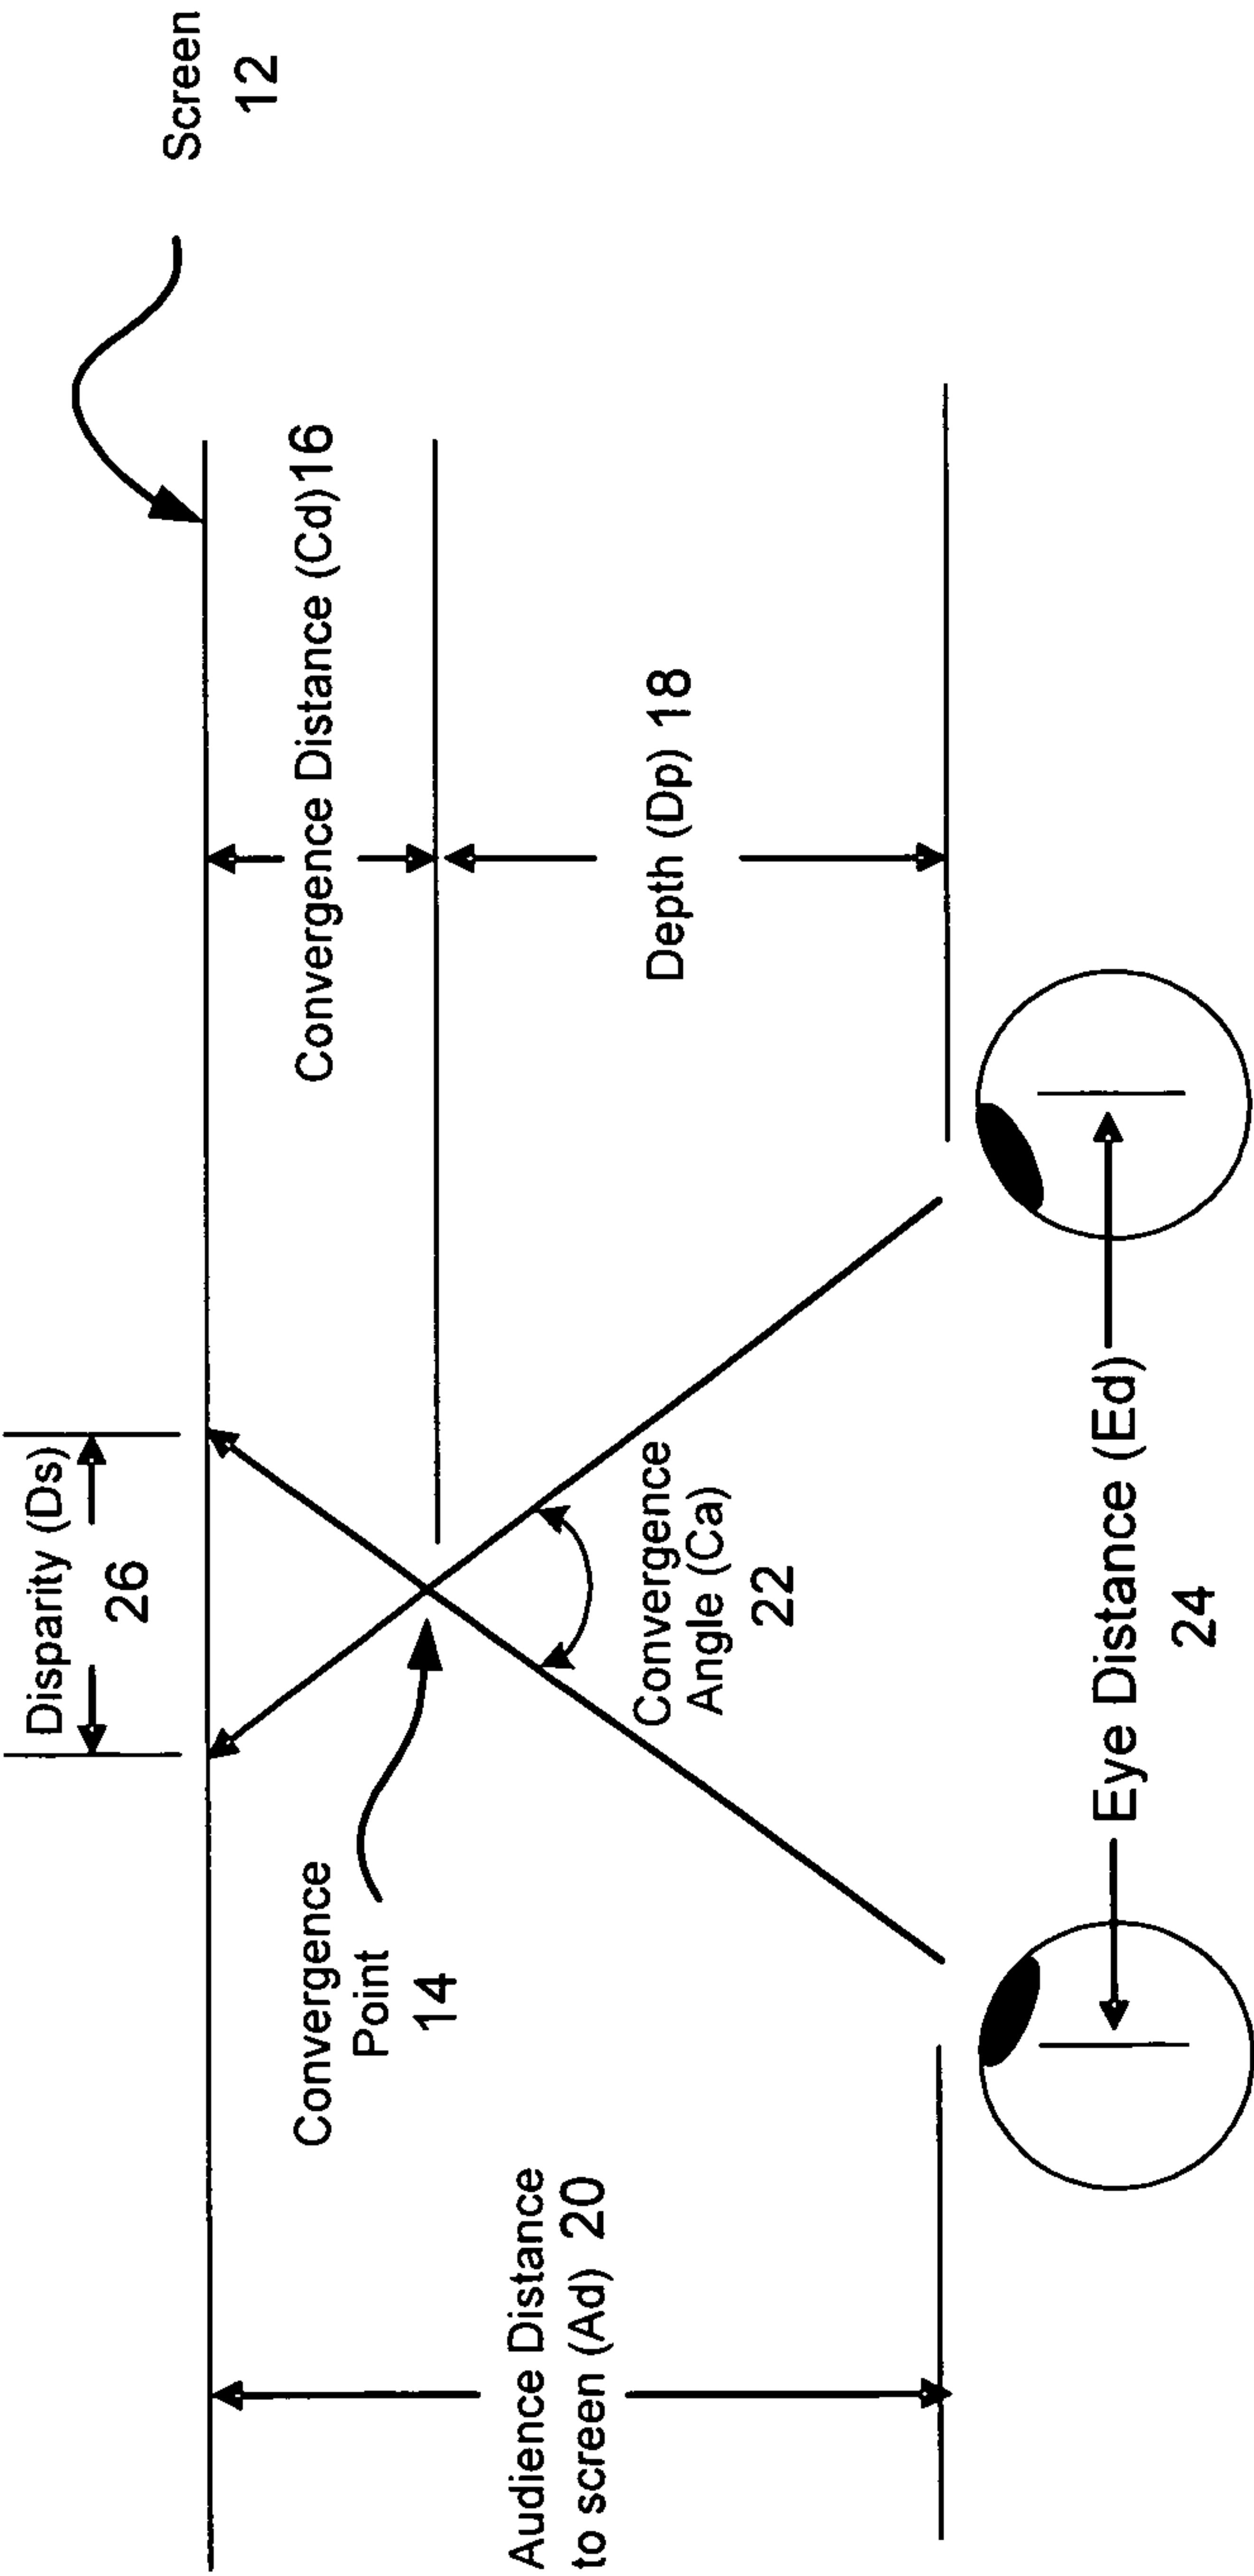 Disparity (Ds)
26
Screen
12
Convergence
Point
14
Convergence Distance (Cd)16
Audience Distance
to screen (Ad) 20
Convergence
Angle (Ca)
22
Depth (Dp) 18
Eye Distance (Ed)
24